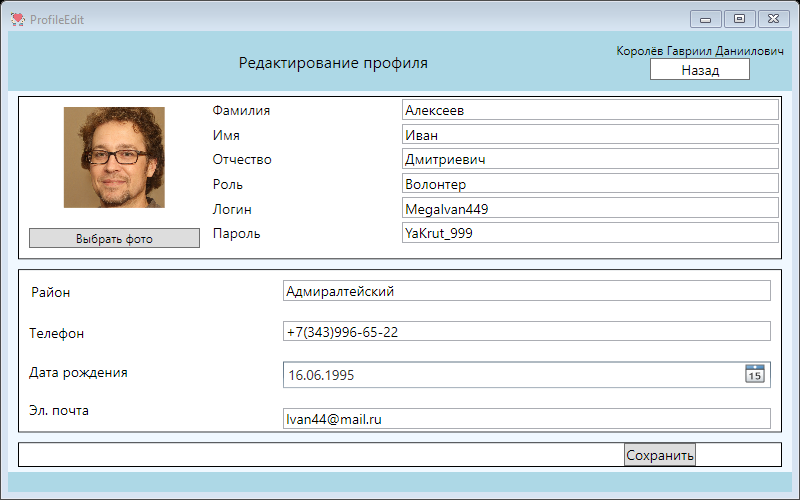 ProfileEdit
Редактирование профиля
Королёв Гавриил Даниилович
Назад
Фамилия Алексеев
Имя Иван
Отчество Дмитриевич
Роль Волонтер
Логин MegaIvan449
Пароль YaKrut_999
Выбрать фото
Район Адмиралтейский
Телефон +7(343)996-65-22
Дата рождения 16.06.1995 15
Эл. почта Ivan44@mail.ru
Сохранить